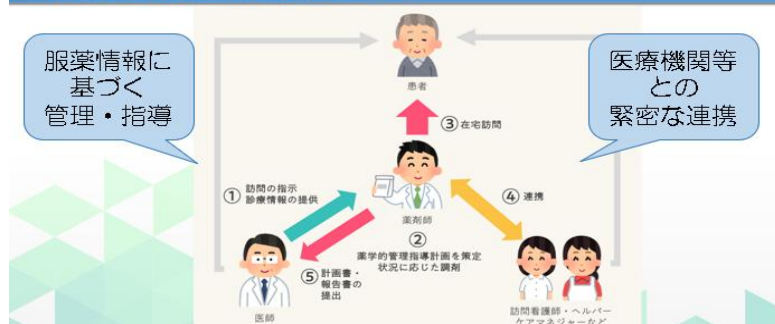 服薬情報に
基づく
管理・指導
医療機関等
との
緊密な連携
患者
③在宅訪問
①訪問の指示
診療情報の提供
④連携
薬剤師
②
薬学的管理指導計画を策定
状況に応じた調剤
⑤計画書・
報告書の
提出
医師
訪問看護師・ヘルパー
ケアマネジャーなど